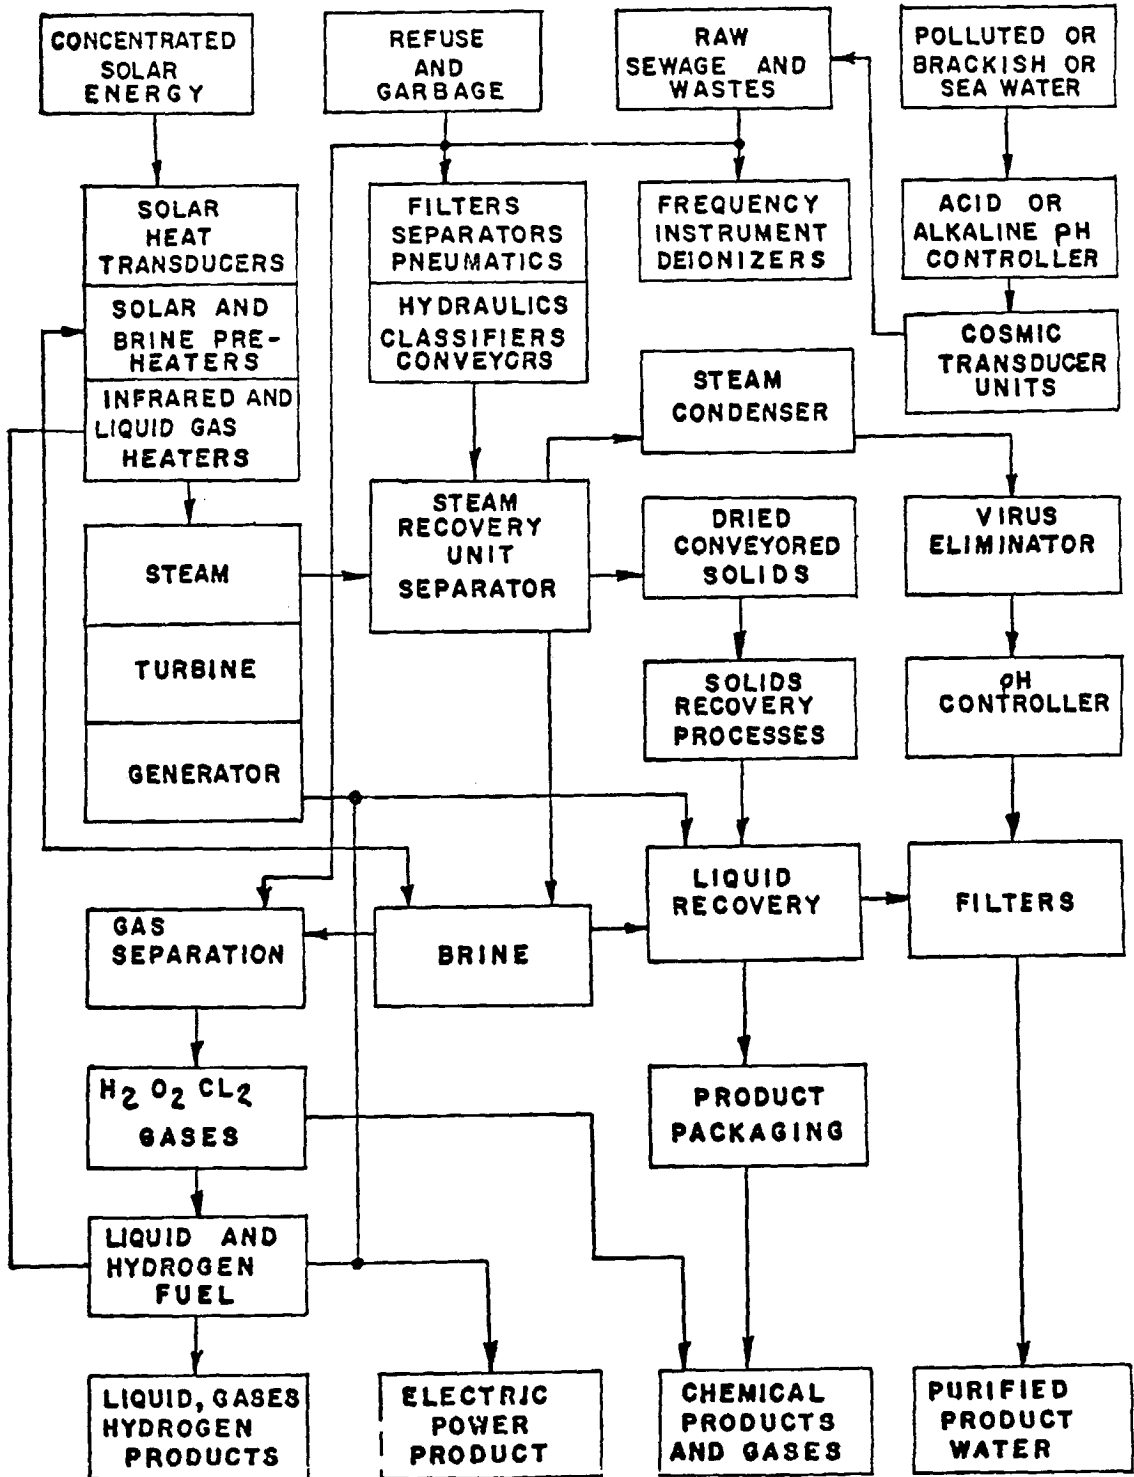 CONCENTRATED
SOLAR
ENERGY
REFUSE
AND
GARBAGE
RAW
SEWAGE AND
WASTES
POLLUTED OR
BRACKISH OR
SEA WATER
SOLAR
HEAT
TRANSDUCERS
SOLAR AND
BRINE PRE-
HEATERS
INFRARED AND
LIQUID GAS
HEATERS
FILTERS
SEPARATORS
PNEUMATICS
HYDRAULICS
CLASSIFIERS
CONVEYORS
FREQUENCY
INSTRUMENT
DEIONIZERS
ACID OR
ALKALINE pH
CONTROLLER
COSMIC
TRANSDUCER
UNITS
STEAM
CONDENSER
STEAM
TURBINE
GENERATOR
STEAM
RECOVERY
UNIT
SEPARATOR
DRIED
CONVEYORED
SOLIDS
VIRUS
ELIMINATOR
SOLIDS
RECOVERY
PROCESSES
pH
CONTROLLER
GAS
SEPARATION
BRINE
LIQUID
RECOVERY
FILTERS
H2 O2 CL2
GASES
PRODUCT
PACKAGING
LIQUID AND
HYDROGEN
FUEL
LIQUID, GASES
HYDROGEN
PRODUCTS
ELECTRIC
POWER
PRODUCT
CHEMICAL
PRODUCTS
AND GASES
PURIFIED
PRODUCT
WATER